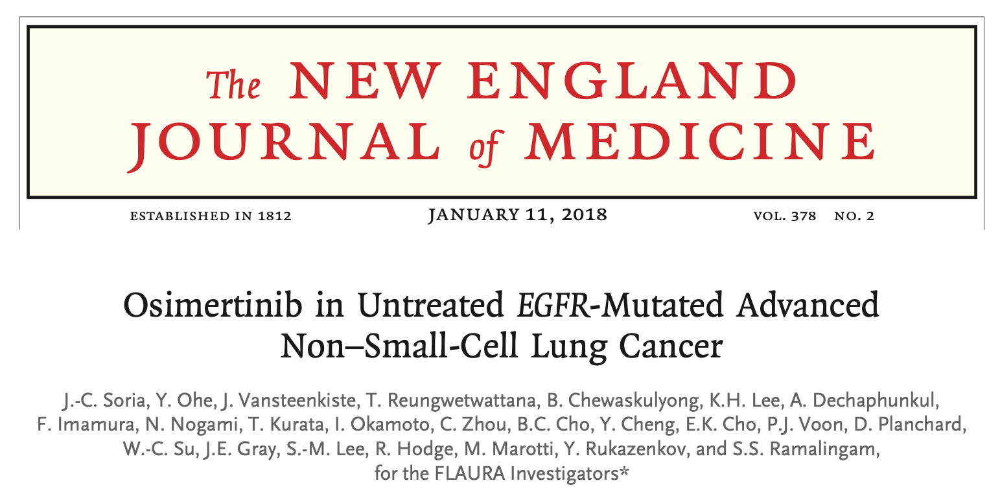 The NEW ENGLAND
JOURNAL of MEDICINE
ESTABLISHED IN 1812 JANUARY 11, 2018 VOL. 378 NO. 2
Osimertinib in Untreated EGFR-Mutated Advanced
Non–Small-Cell Lung Cancer
J.-C. Soria, Y. Ohe, J. Vansteenkiste, T. Reungwetwattana, B. Chewaskulyong, K.H. Lee, A. Dechaphunkul,
F. Imamura, N. Nogami, T. Kurata, I. Okamoto, C. Zhou, B.C. Cho, Y. Cheng, E.K. Cho, P.J. Voon, D. Planchard,
W.-C. Su, J.E. Gray, S.-M. Lee, R. Hodge, M. Marotti, Y. Rukazenkov, and S.S. Ramalingam,
for the FLAURA Investigators*